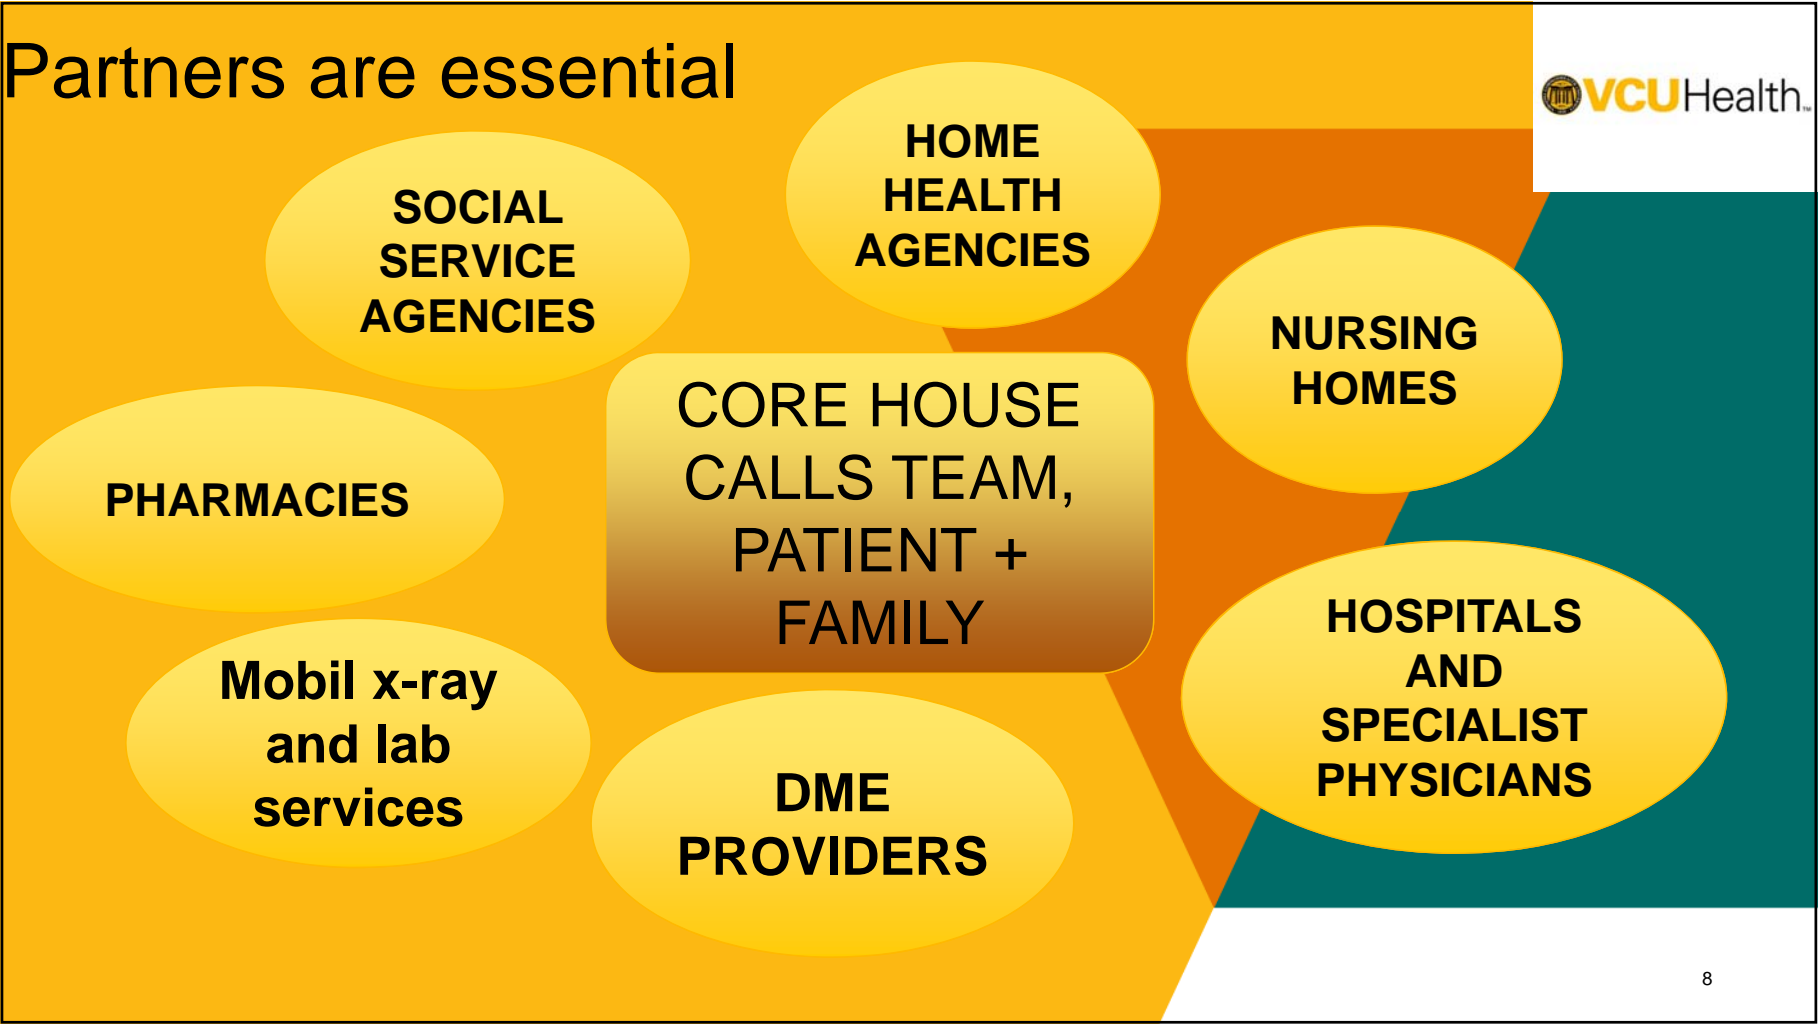 Partners are essential
VCUHealth™
HOME
HEALTH
AGENCIES
SOCIAL
SERVICE
AGENCIES
NURSING
HOMES
CORE HOUSE
CALLS TEAM,
PATIENT +
FAMILY
PHARMACIES
HOSPITALS
AND
SPECIALIST
PHYSICIANS
Mobil x-ray
and lab
services
DME
PROVIDERS
8